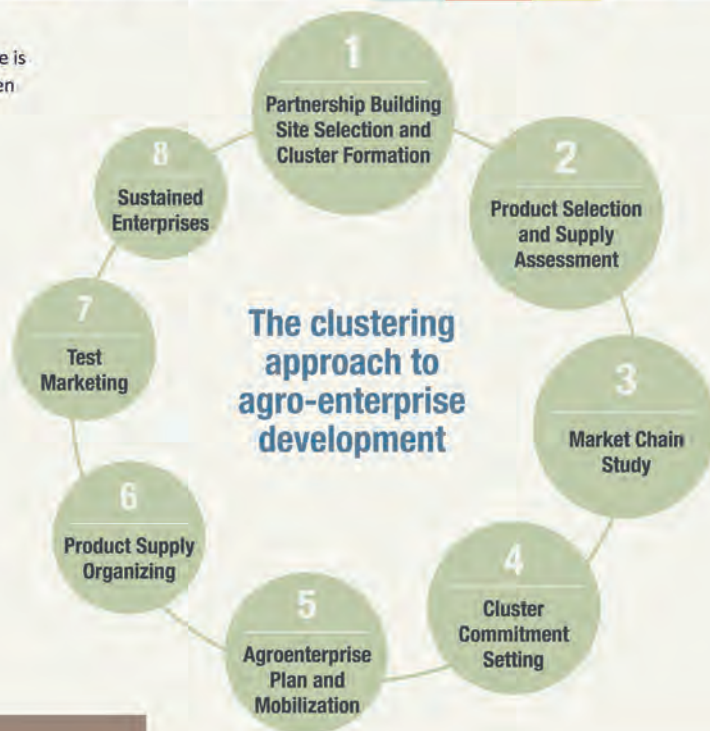 e is
en
1
Partnership Building
Site Selection and
Cluster Formation
2
Product Selection
and Supply
Assessment
3
Market Chain
Study
4
Cluster
Commitment
Setting
5
Agroenterprise
Plan and
Mobilization
6
Product Supply
Organizing
7
Test
Marketing
8
Sustained
Enterprises
The clustering
approach to
agro-enterprise
development